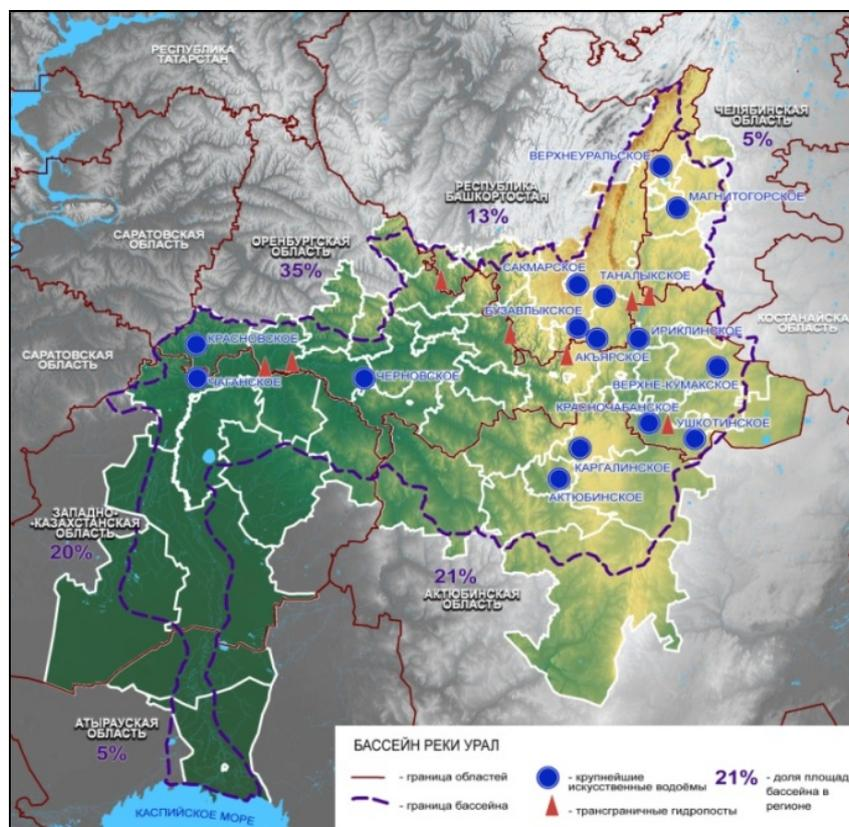 РЕСПУБЛИКА
ТАТАРСТАН
ЧЕЛЯБИНСКАЯ
ОБЛАСТЬ
5%
ВЕРХНЕУРАЛЬСКОЕ
РЕСПУБЛИКА
БАШКОРТОСТАН
13%
МАГНИТОГОРСКОЕ
САРАТОВСКАЯ
ОБЛАСТЬ
ОРЕНБУРГСКАЯ
ОБЛАСТЬ
35%
САКМАРСКОЕ
ТАНАЛЫКСКОЕ
БУЗАВЛЫКСКОЕ
КОСТАНАЙСКАЯ
ОБЛАСТЬ
КРАСНОВСКОЕ
ИРИКЛИНСКОЕ
САРАТОВСКАЯ
ОБЛАСТЬ
АКЪЯРСКОЕ
ЧАГАНСКОЕ
ЧЕРНОВСКОЕ
ВЕРХНЕ-КУМАКСКОЕ
КРАСНОЧАБАНСКОЕ
УШКОТИНСКОЕ
КАРГАЛИНСКОЕ
АКТЮБИНСКОЕ
ЗАПАДНО-
-КАЗАХСТАНСКАЯ
ОБЛАСТЬ
20%
21%
АКТЮБИНСКАЯ
ОБЛАСТЬ
АТЫРАУСКАЯ
ОБЛАСТЬ
5%
КАСПИЙСКОЕ МОРЕ
БАССЕЙН РЕКИ УРАЛ
- граница областей
- граница бассейна
- крупнейшие
искусственные водоёмы
- трансграничные гидропосты
21% - доля площади
бассейна в
регионе